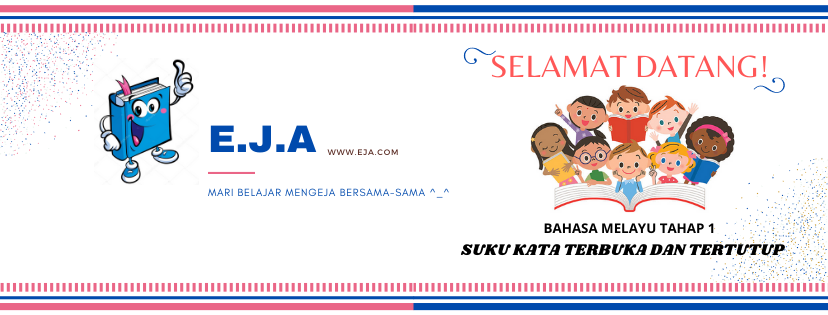 E.J.A
WWW.EJA.COM
MARI BELAJAR MENGEJA BERSAMA-SAMA ^_^
SELAMAT DATANG!
BAHASA MELAYU TAHAP 1
SUKU KATA TERBUKA DAN TERTUTUP